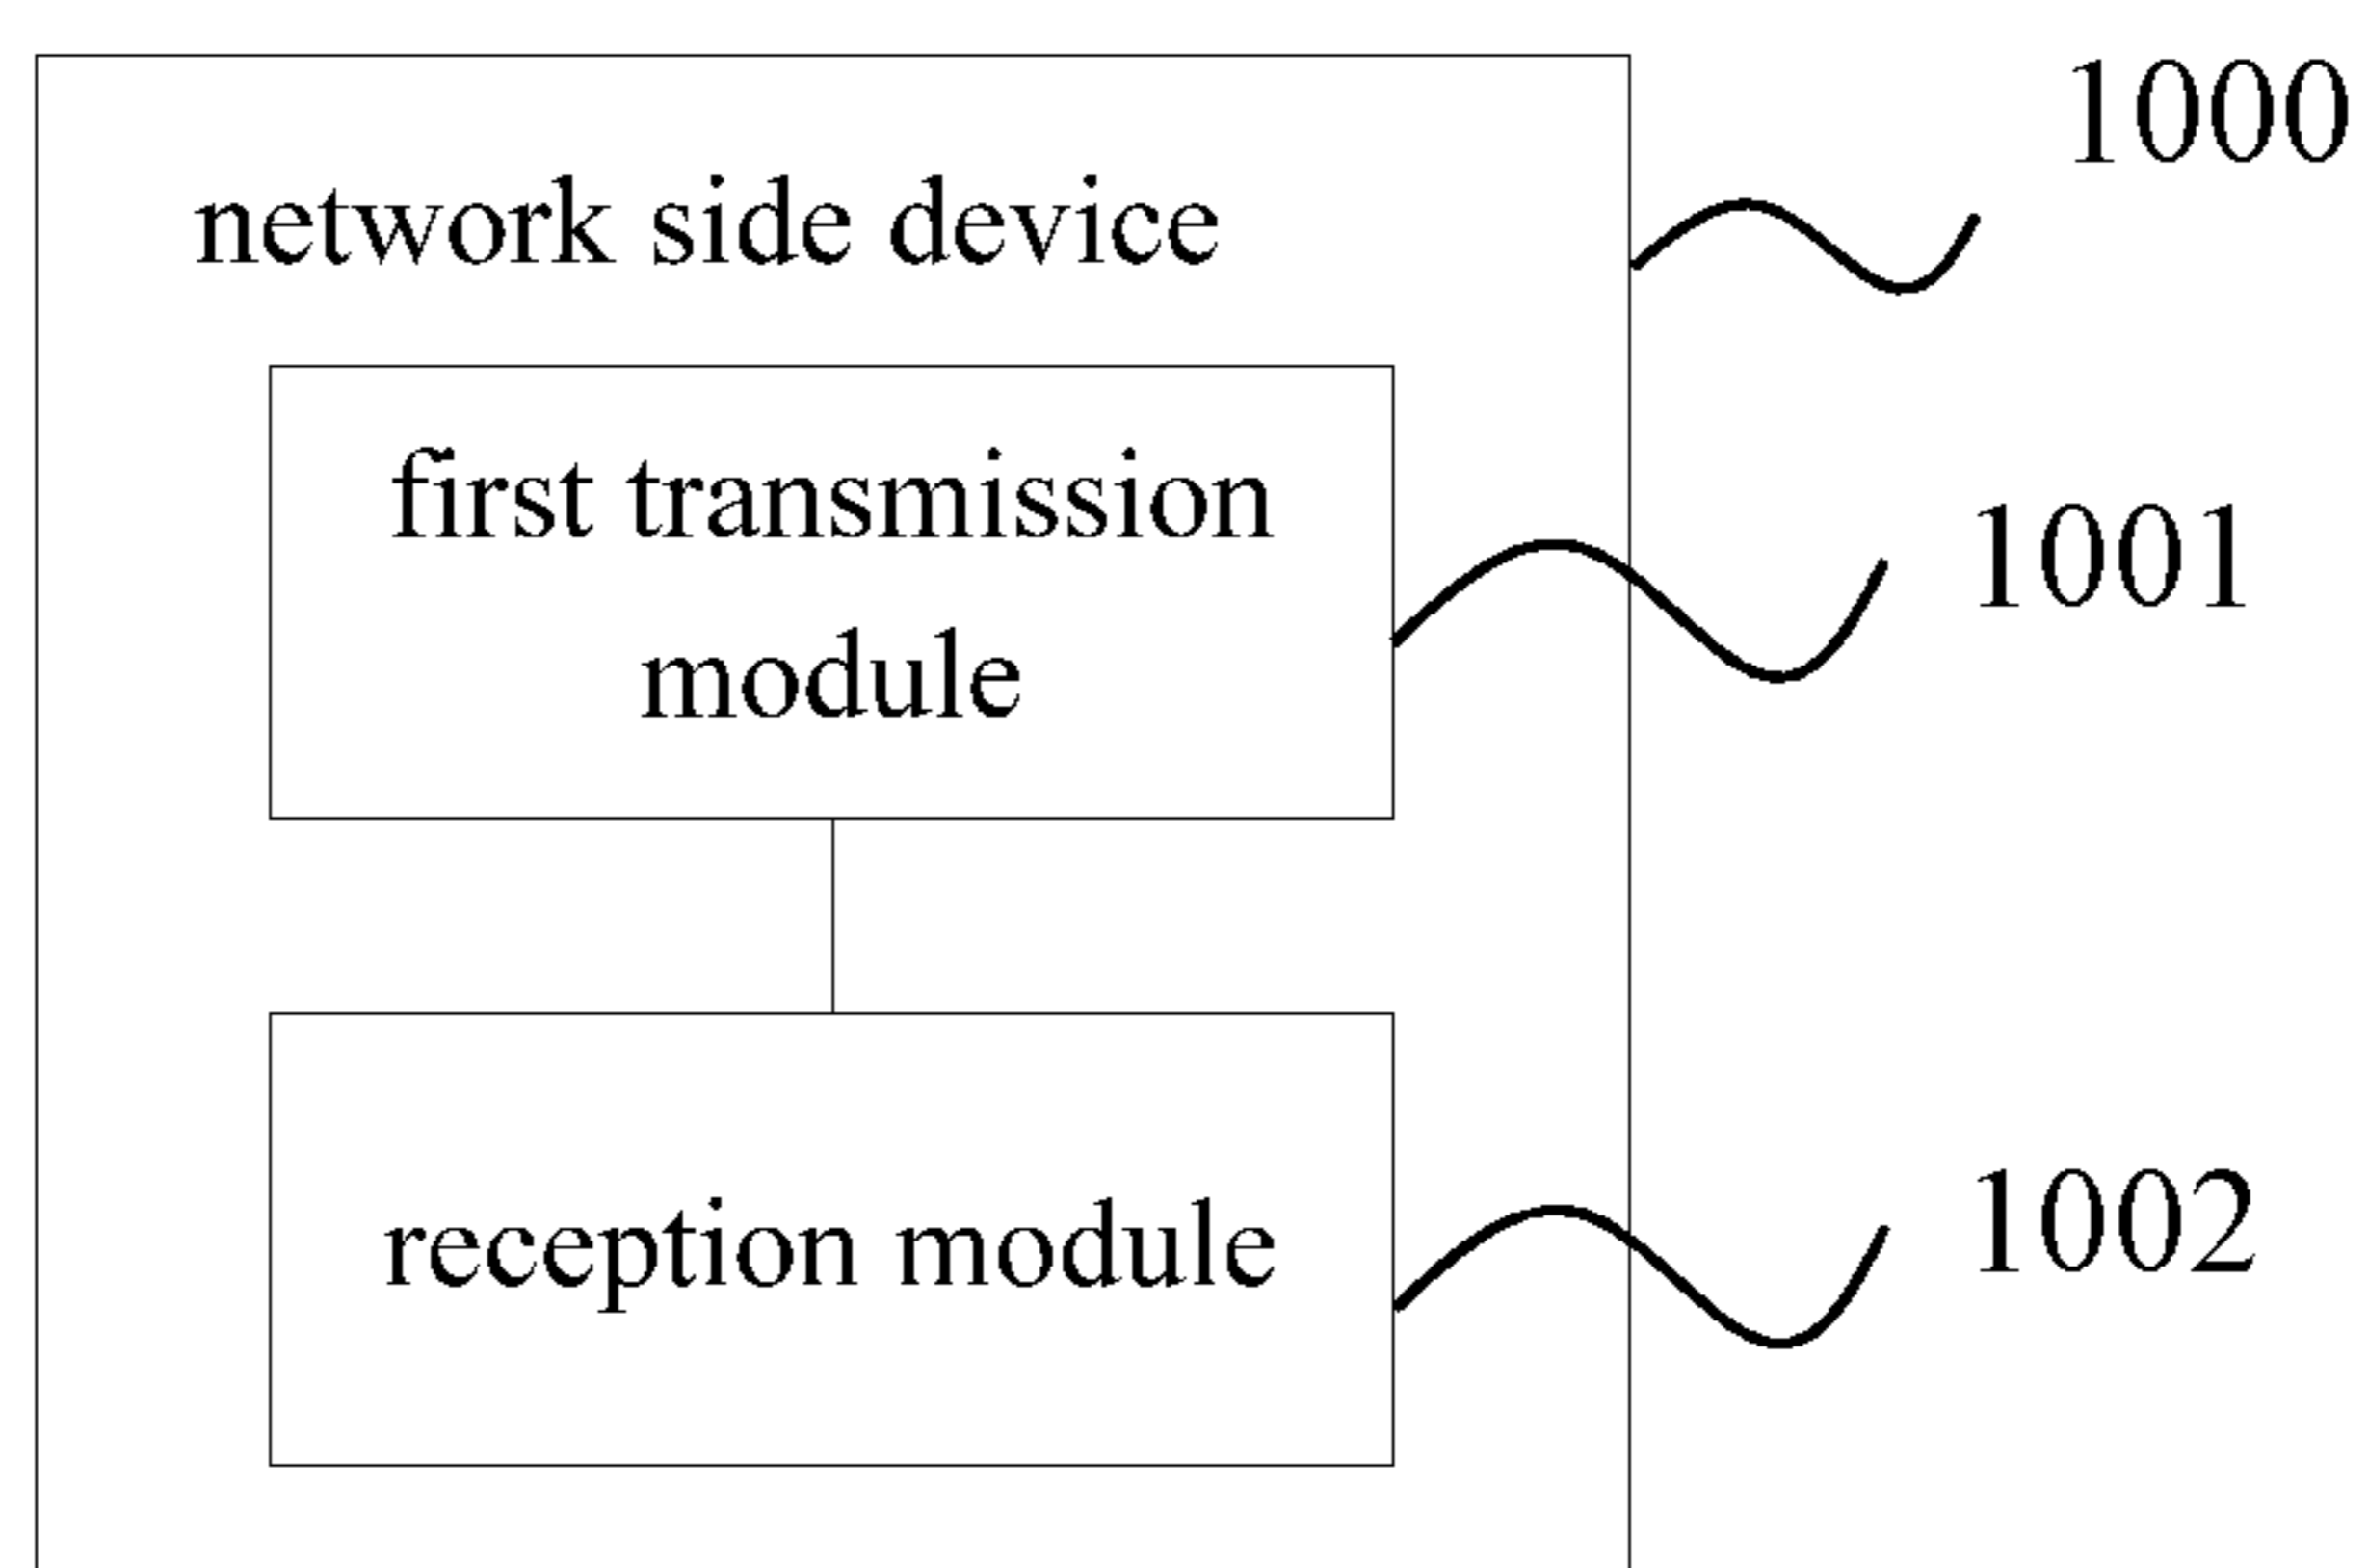 1000
network side device
first transmission
module
1001
reception module
1002